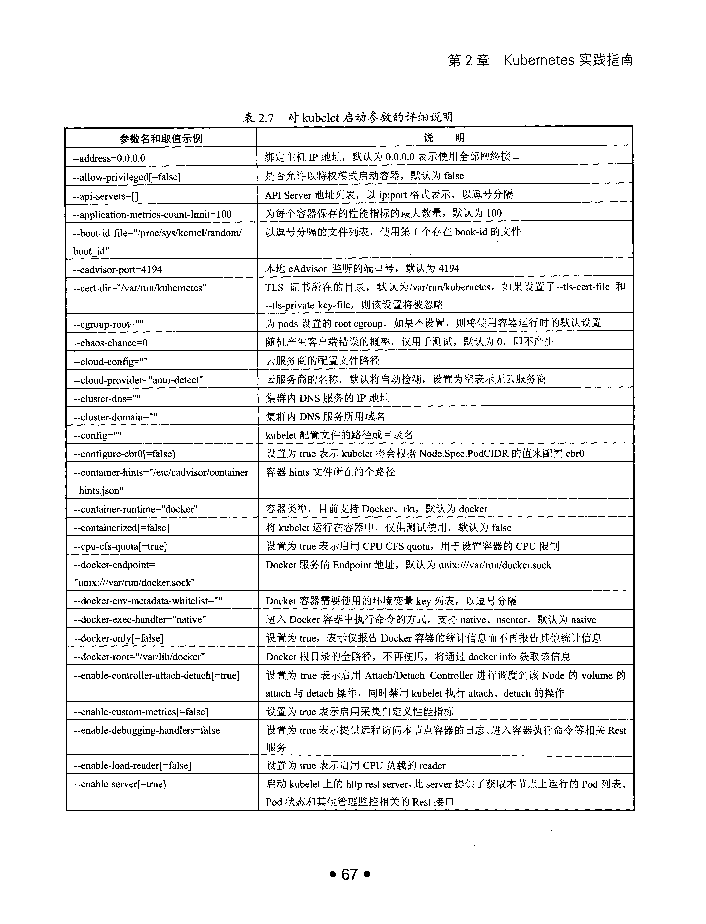 第 2 章 Kubernetes 实践指南
表 2.7 对 kubelet 启动参数的详细说明
参数名和取值示例 说 明
--address=0.0.0.0 绑定主机 IP 地址，默认为 0.0.0.0 表示使用全部网络接口
--allow-privileged[=false] 是否允许以特权模式启动容器，默认为 false
--api-servers=[] API Server 地址列表，以 ip:port 格式表示，以逗号分隔
--application-metrics-count-limit=100 为每个容器保存的性能指标的最大数量，默认为 100
--boot-id-file="/proc/sys/kernel/random/ 以逗号分隔的文件列表，使用第 1 个存在 book-id 的文件
boot_id"
--cadvisor-port=4194 本地 cAdvisor 监听的端口号，默认为 4194
--cert-dir="/var/run/kubernetes" TLS 证书所在的目录，默认为/var/run/kubernetes，如果设置了--tls-cert-file 和
--tls-private-key-file，则该设置将被忽略
--cgroup-root="" 为 pods 设置的 root cgroup，如果不设置，则将使用容器运行时的默认设置
--chaos-chance=0 随机产生客户端错误的概率，仅用于测试，默认为 0，即不产生
--cloud-config="" 云服务商的配置文件路径
--cloud-provider="auto-detect" 云服务商的名称，默认将自动检测，设置为空表示无云服务商
--cluster-dns="" 集群内 DNS 服务的 IP 地址
--cluster-domain="" 集群内 DNS 服务所用域名
--config="" kubelet 配置文件的路径或目录名
--configure-cbr0[=false] 设置为 true 表示 kubelet 将会根据 Node.Spec.PodCIDR 的值来配置 cbr0
--container-hints="/etc/cadvisor/container 容器 hints 文件所在的全路径
_hints.json"
--container-runtime="docker" 容器类型，目前支持 Docker、rkt，默认为 docker
--containerized[=false] 将 kubelet 运行在容器中，仅供测试使用，默认为 false
--cpu-cfs-quota[=true] 设置为 true 表示启用 CPU CFS quota，用于设置容器的 CPU 限制
--docker-endpoint= Docker 服务的 Endpoint 地址，默认为 unix:///var/run/docker.sock
"unix:///var/run/docker.sock"
--docker-env-metadata-whitelist="" Docker 容器需要使用的环境变量 key 列表，以逗号分隔
--docker-exec-handler="native" 进入 Docker 容器中执行命令的方式，支持 native、nsenter，默认为 native
--docker-only[=false] 设置为 true，表示仅报告 Docker 容器的统计信息而不再报告其他统计信息
--docker-root="/var/lib/docker" Docker 根目录的全路径，不再使用，将通过 docker info 获取该信息
--enable-controller-attach-detach[=true] 设置为 true 表示启用 Attach/Detach Controller 进行调度到该 Node 的 volume 的
attach 与 detach 操作，同时禁用 kubelet 执行 attach、detach 的操作
--enable-custom-metrics[=false] 设置为 true 表示启用采集自定义性能指标
--enable-debugging-handlers=false 设置为 true 表示提供远程访问本节点容器的日志、进入容器执行命令等相关 Rest
服务
--enable-load-reader[=false] 设置为 true 表示启用 CPU 负载的 reader
--enable-server[=true] 启动 kubelet 上的 http rest server，此 server 提供了获取本节点上运行的 Pod 列表、
Pod 状态和其他管理监控相关的 Rest 接口
• 67 •